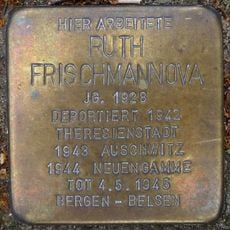 HIER ARBEITETE
RUTH
FRISCHMANNOVA
JG. 1928
DEPORTIERT 1942
THERESIENSTADT
1943 AUSCHWITZ
1944 NEUENGAMME
TOT 4.5.1945
BERGEN-BELSEN